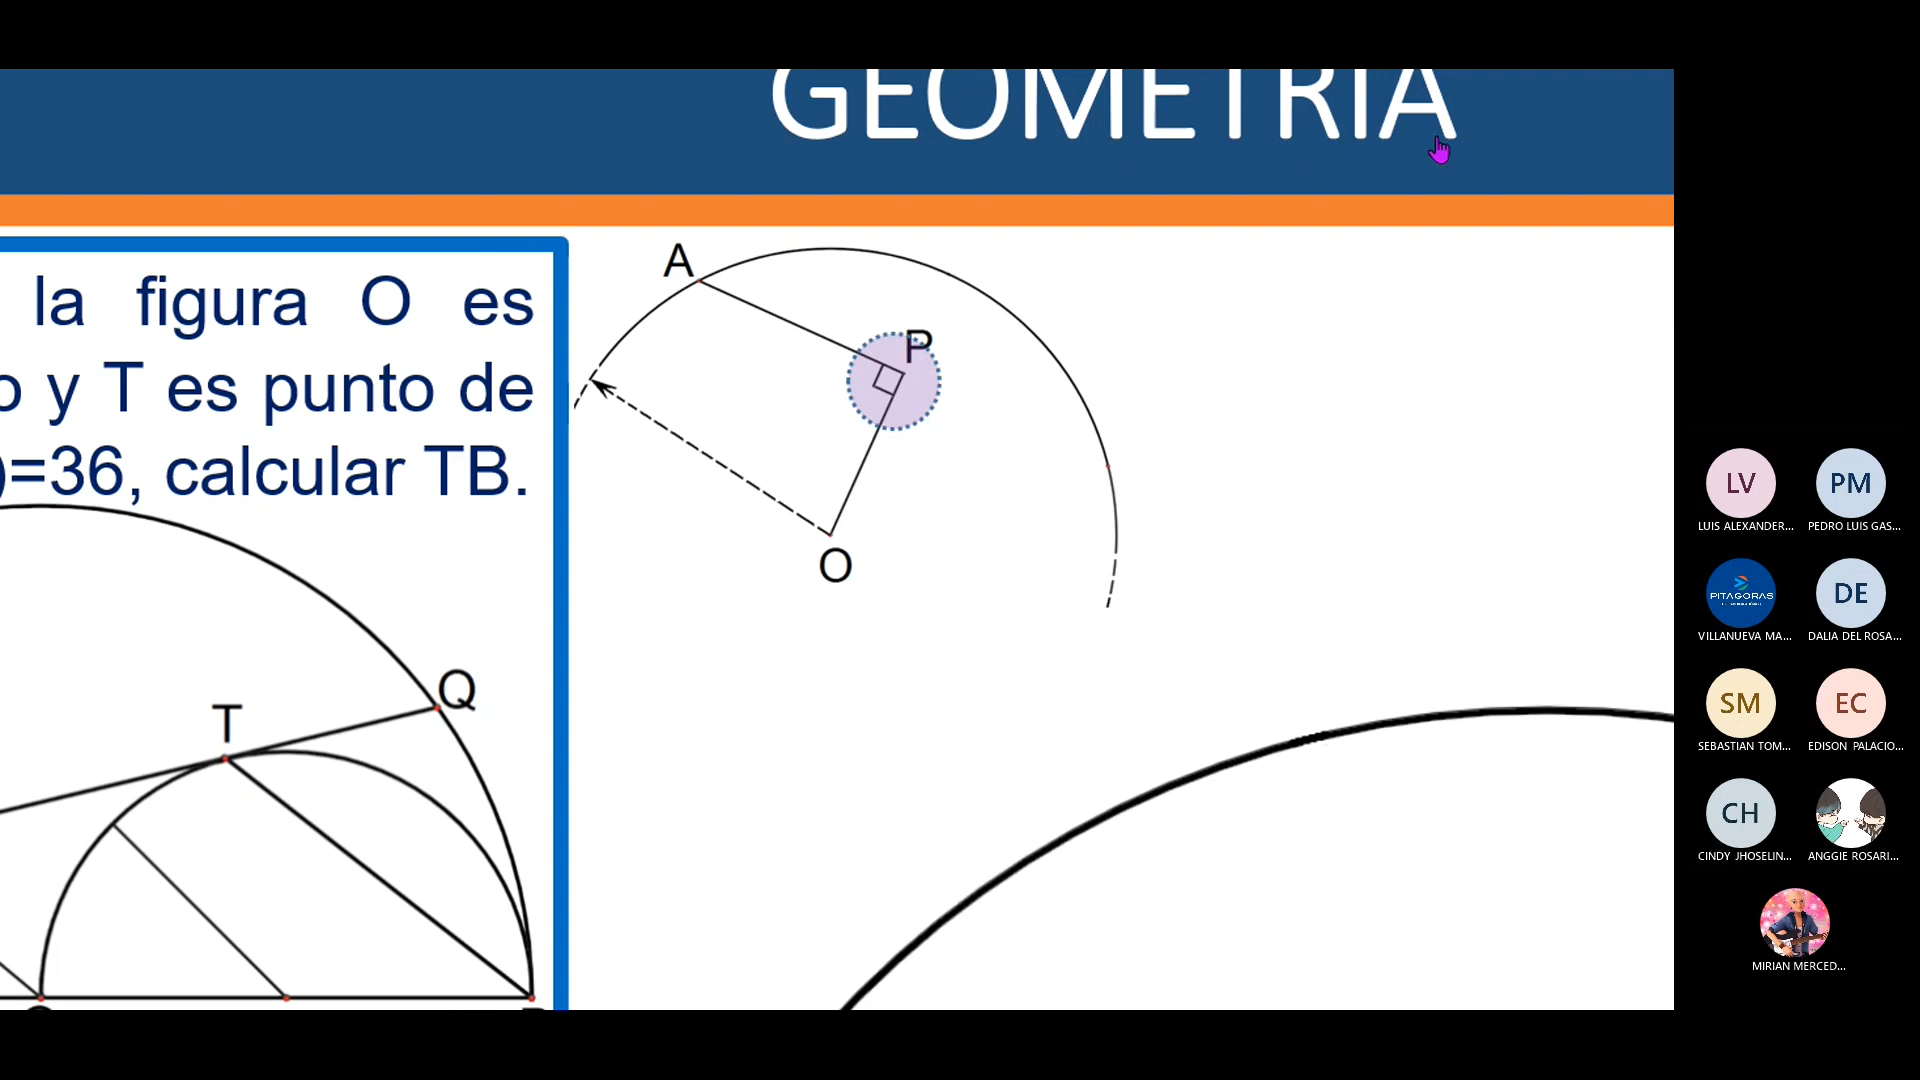 GEOMETRIA
la figura O es
y T es punto de
)=36, calcular TB.
A
P
O
T
Q
LV
LUIS ALEXANDER...
PM
PEDRO LUIS GAS...
PITAGORAS
VILLANUEVA MA...
DE
DALIA DEL ROSA...
SM
SEBASTIAN TOM...
EC
EDISON PALACIO...
CH
CINDY JHOSELIN...
ANGGIE ROSARI...
MIRIAN MERCED...